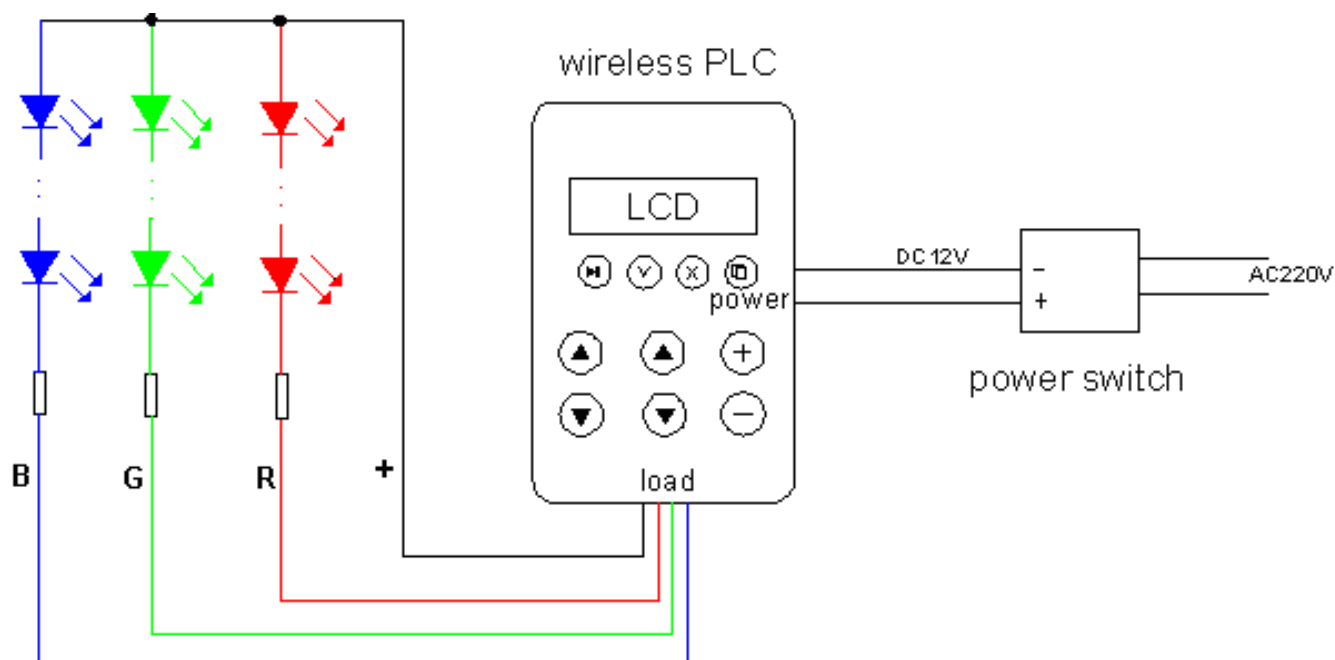 wireless PLC
LCD
power
DC 12V
-
+
AC220V
power switch
B
G
R
+
load